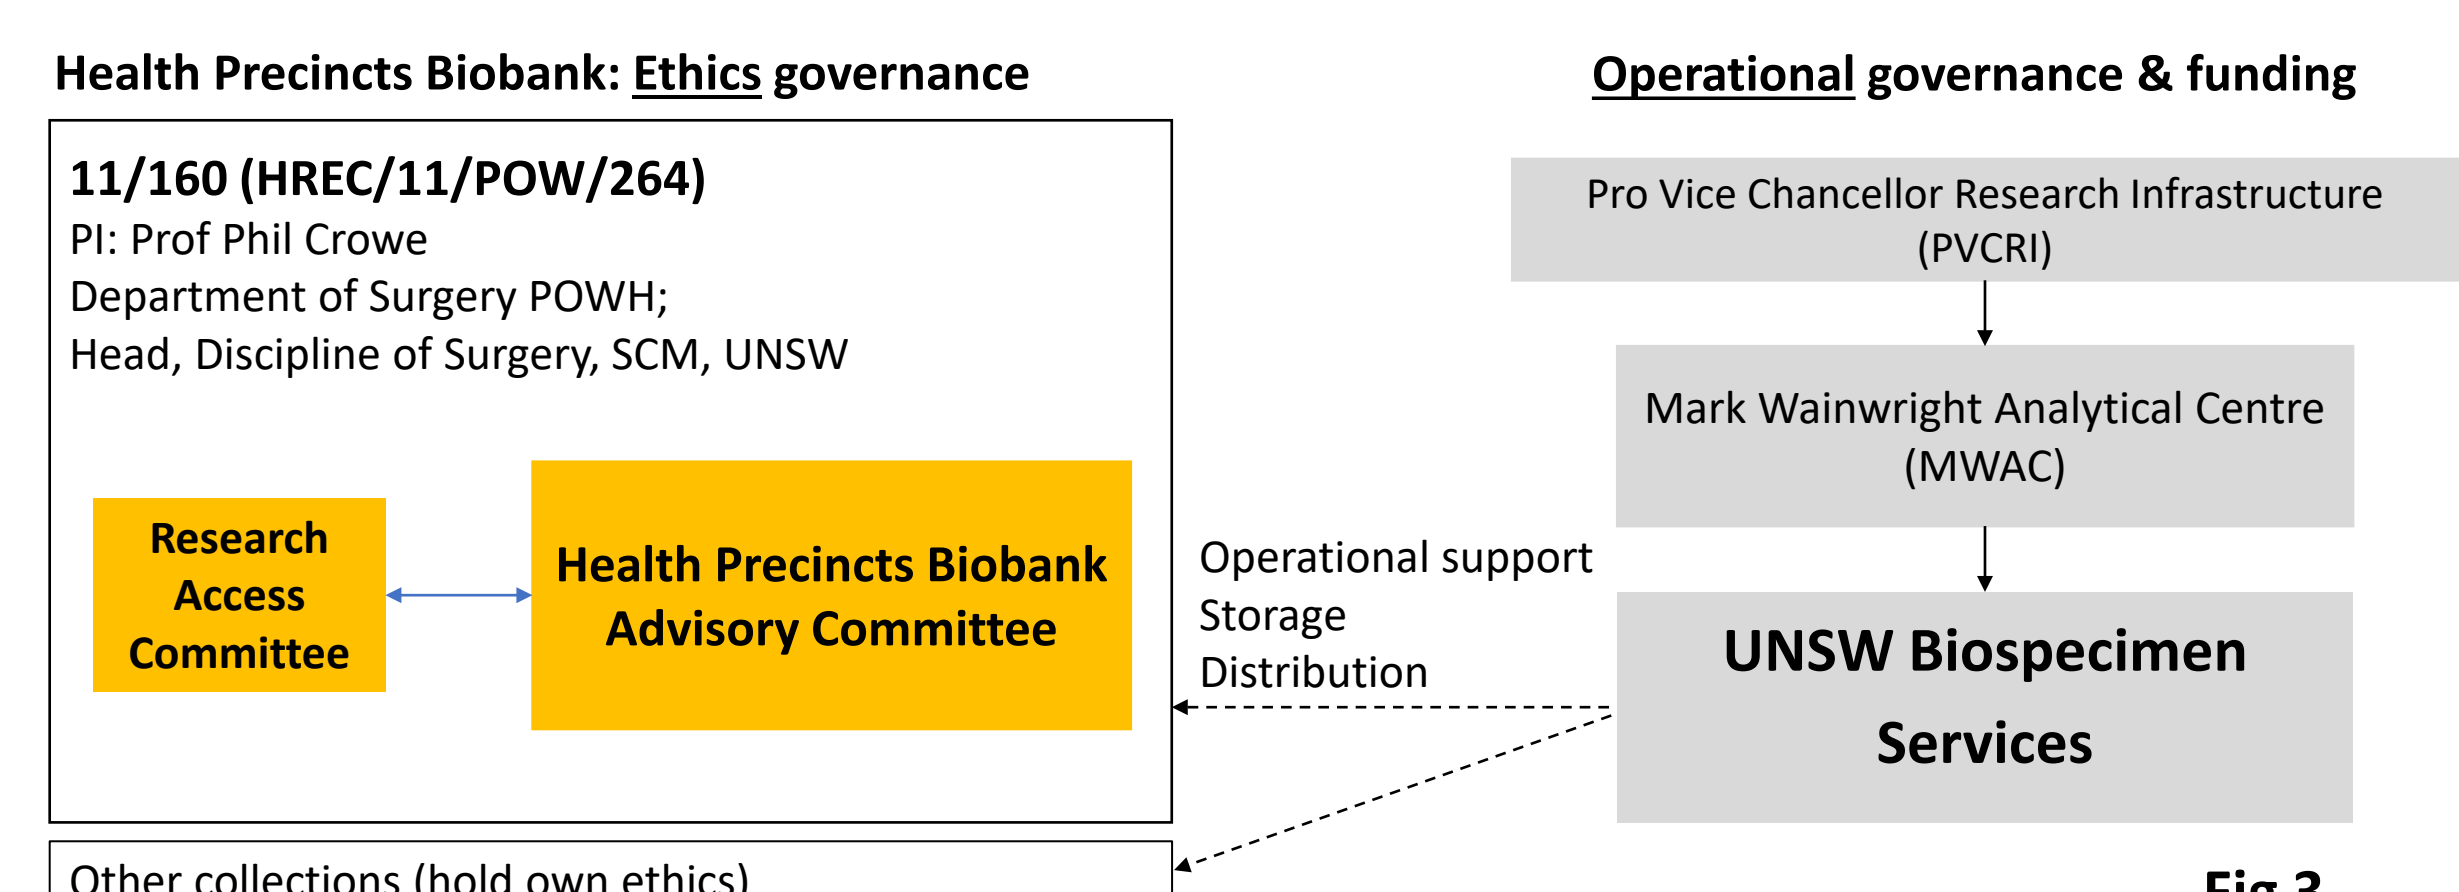 Health Precincts Biobank: Ethics governance
Operational governance & funding
11/160 (HREC/11/POW/264)
PI: Prof Phil Crowe
Department of Surgery POWH;
Head, Discipline of Surgery, SCM, UNSW
Research
Access
Committee
Health Precincts Biobank
Advisory Committee
Operational support
Storage
Distribution
Pro Vice Chancellor Research Infrastructure
(PVCRI)
Mark Wainwright Analytical Centre
(MWAC)
UNSW Biospecimen
Services
Other collections (hold own ethics)
Fig 3